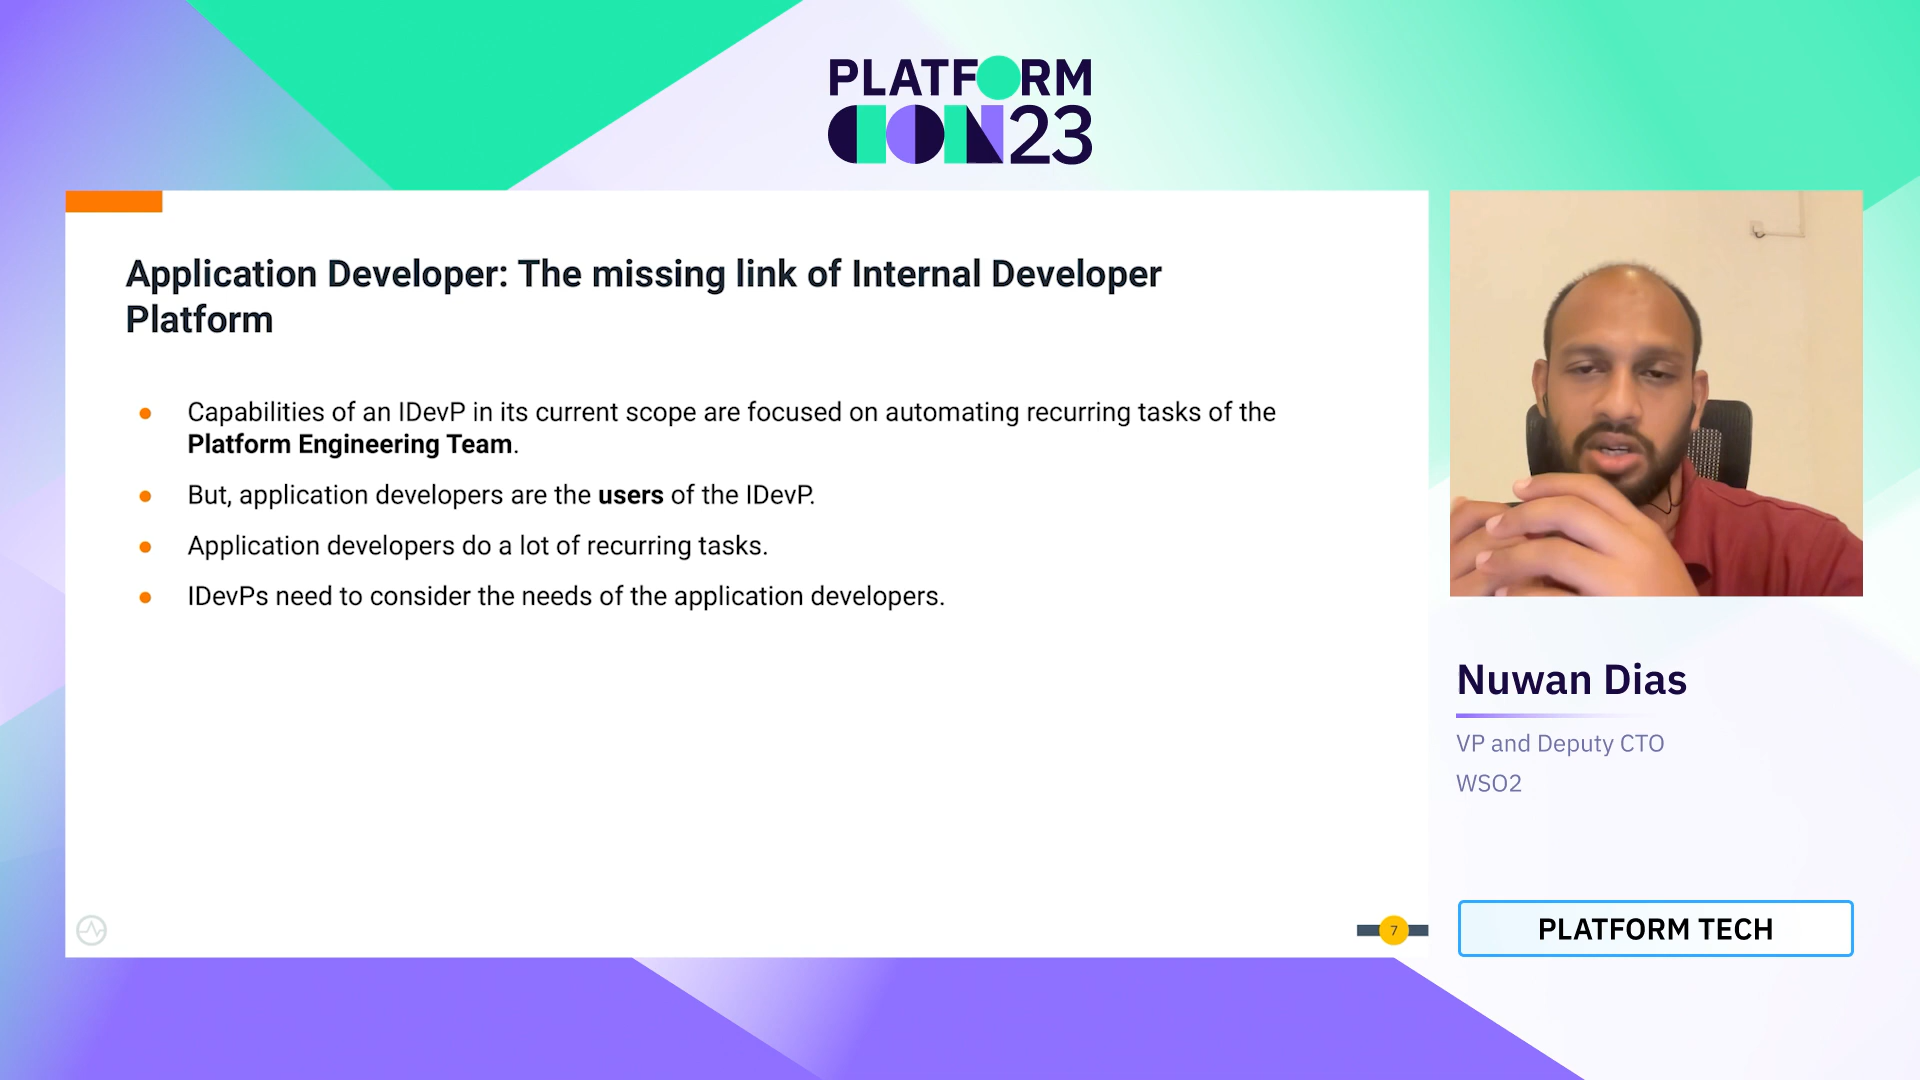 PLATFORM
CON23
Application Developer: The missing link of Internal Developer
Platform
● Capabilities of an IDevP in its current scope are focused on automating recurring tasks of the
Platform Engineering Team.
● But, application developers are the users of the IDevP.
● Application developers do a lot of recurring tasks.
● IDevPs need to consider the needs of the application developers.
7
Nuwan Dias
VP and Deputy CTO
WSO2
PLATFORM TECH